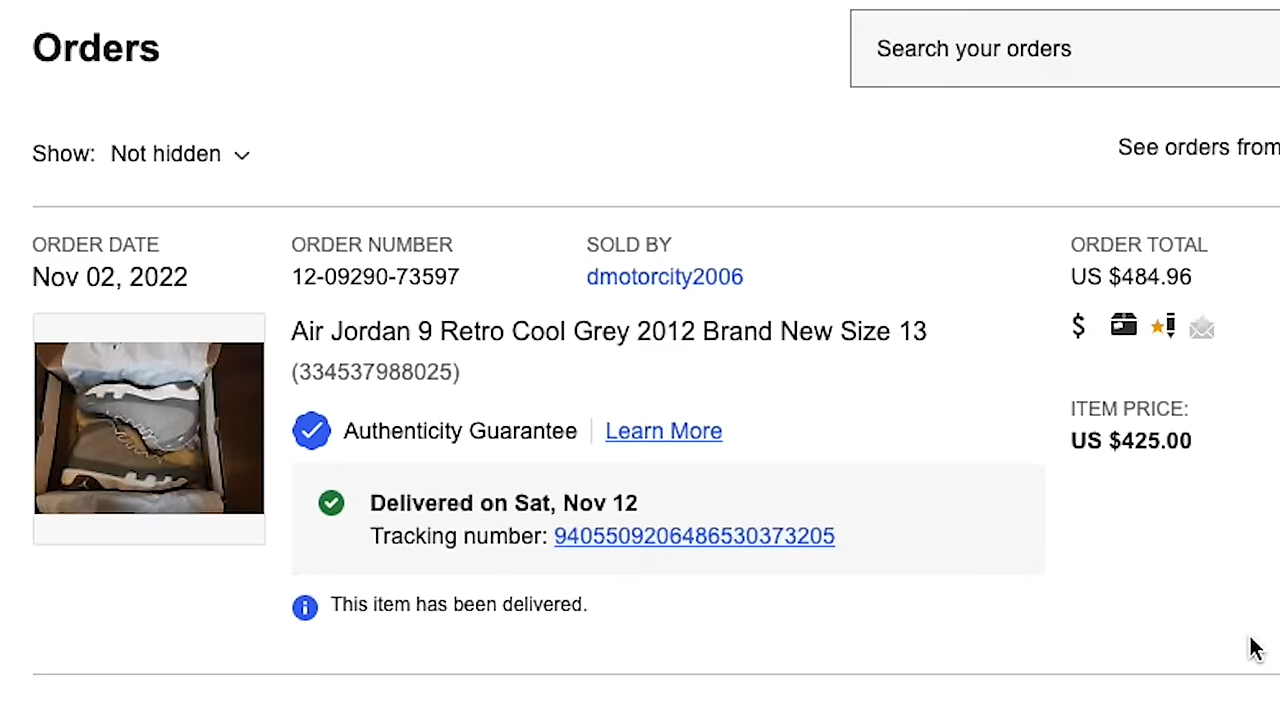 Orders
Search your orders
Show: Not hidden
See orders from
ORDER DATE
Nov 02, 2022
ORDER NUMBER
12-09290-73597
SOLD BY
dmotorcity2006
ORDER TOTAL
US $484.96
Air Jordan 9 Retro Cool Grey 2012 Brand New Size 13
(334537988025)
Authenticity Guarantee Learn More
ITEM PRICE:
US $425.00
Delivered on Sat, Nov 12
Tracking number: 9405509206486530373205
This item has been delivered.